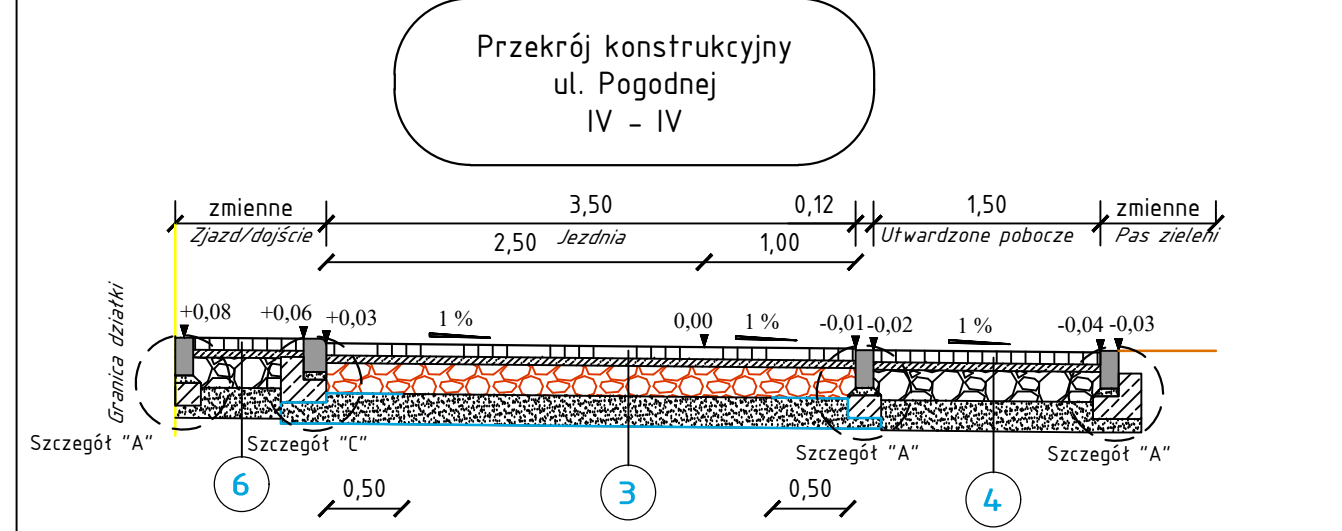 Przekrój konstrukcyjny
ul. Pogodnej
IV - IV
zmienne 3,50 0,12 1,50 zmienne
Zjazd/dojście Jezdnia Utwardzone pobocze Pas zieleni
2,50 1,00
Granica działki
+0,08 +0,06 +0,03 1 % 0,00 1 % -0,01 -0,02 1 % -0,04 -0,03
Szczegół "A" Szczegół "C" Szczegół "A" Szczegół "A"
6 3 4
0,50 0,50